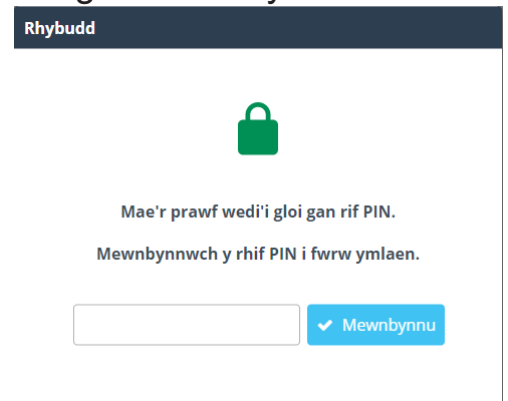 Rhybudd
Mae'r prawf wedi'i gloi gan rif PIN.
Mewnbynnwch y rhif PIN i fwrw ymlaen.
Mewnbynnu